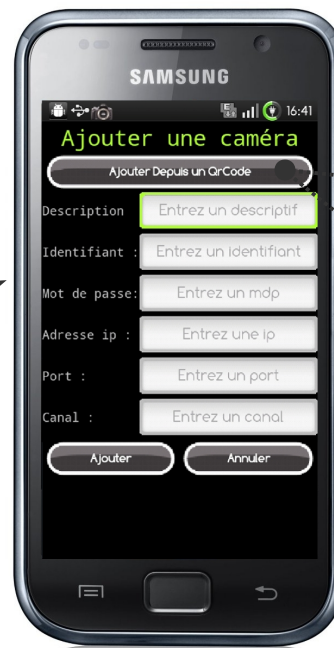 SAMSUNG
16:41
Ajouter une caméra
Ajouter Depuis un QrCode
Description
Entrez un descriptif
Identifiant :
Entrez un identifiant
Mot de passe:
Entrez un mdp
Adresse ip :
Entrez une ip
Port :
Entrez un port
Canal :
Entrez un canal
Ajouter
Annuler